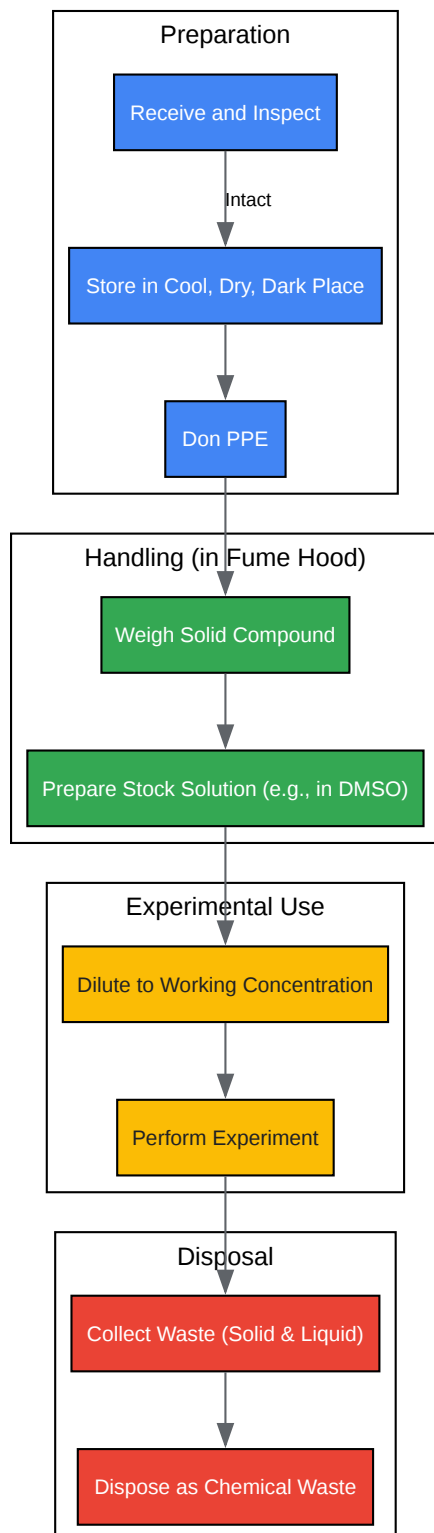 Preparation
Receive and Inspect
Intact
Store in Cool, Dry, Dark Place
Don PPE
Handling (in Fume Hood)
Weigh Solid Compound
Prepare Stock Solution (e.g., in DMSO)
Experimental Use
Dilute to Working Concentration
Perform Experiment
Disposal
Collect Waste (Solid & Liquid)
Dispose as Chemical Waste